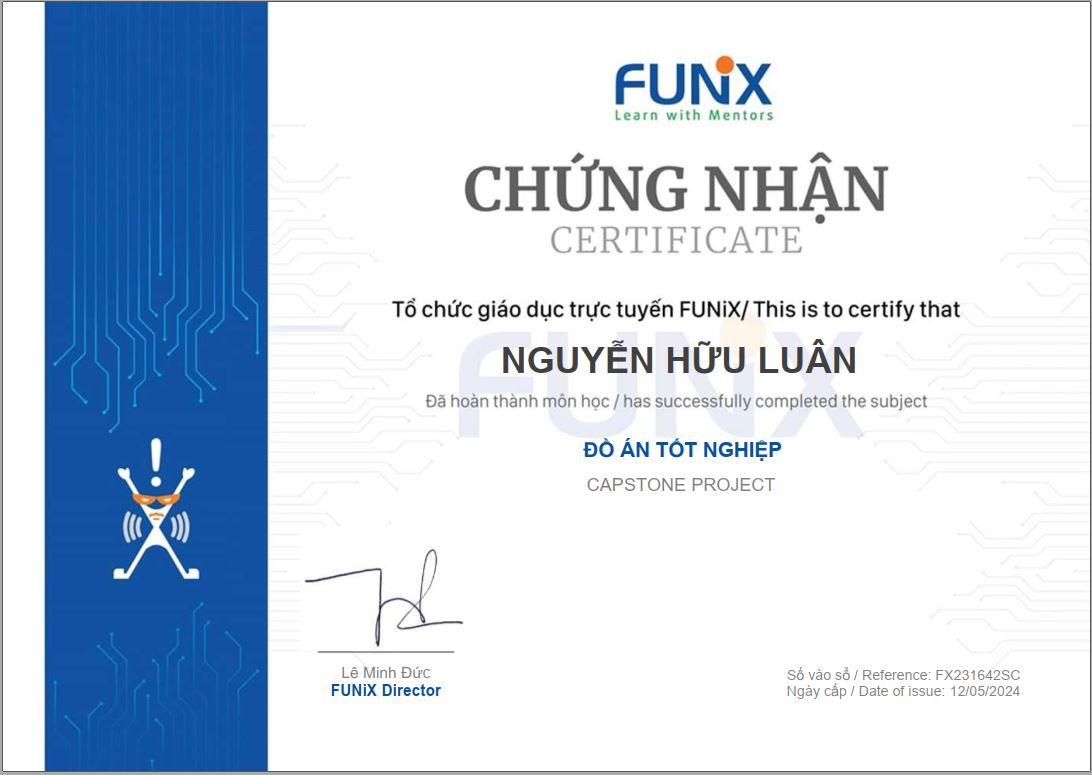 FUNiX
Learn with Mentors
CHỨNG NHẬN
CERTIFICATE
Tổ chức giáo dục trực tuyến FUNiX/ This is to certify that
NGUYỄN HỮU LUÂN
Đã hoàn thành môn học / has successfully completed the subject
ĐỒ ÁN TỐT NGHIỆP
CAPSTONE PROJECT
Lê Minh Đức
FUNiX Director
Số vào sổ / Reference: FX231642SC
Ngày cấp / Date of issue: 12/05/2024